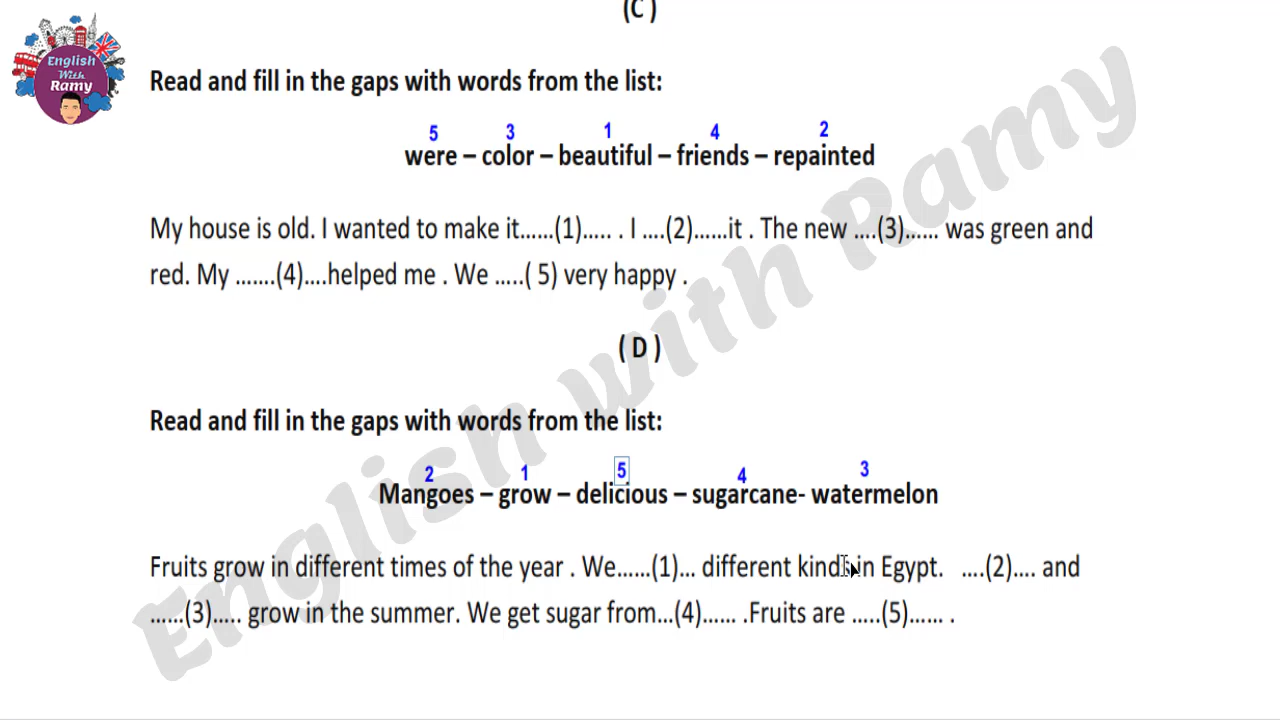 (C )
English
With
Ramy
Read and fill in the gaps with words from the list:
5 3 1 4 2
were – color – beautiful – friends – repainted
My house is old. I wanted to make it……(1)….. . I ….(2)……it . The new ….(3)…... was green and
red. My …….(4)….helped me . We …..( 5) very happy .
( D )
Read and fill in the gaps with words from the list:
2 1 5 4 3
Mangoes – grow – delicious – sugarcane- watermelon
Fruits grow in different times of the year . We……(1)… different kinds in Egypt. ….(2)…. and
……(3)….. grow in the summer. We get sugar from…(4)…… .Fruits are …..(5)…… .
English with Ramy